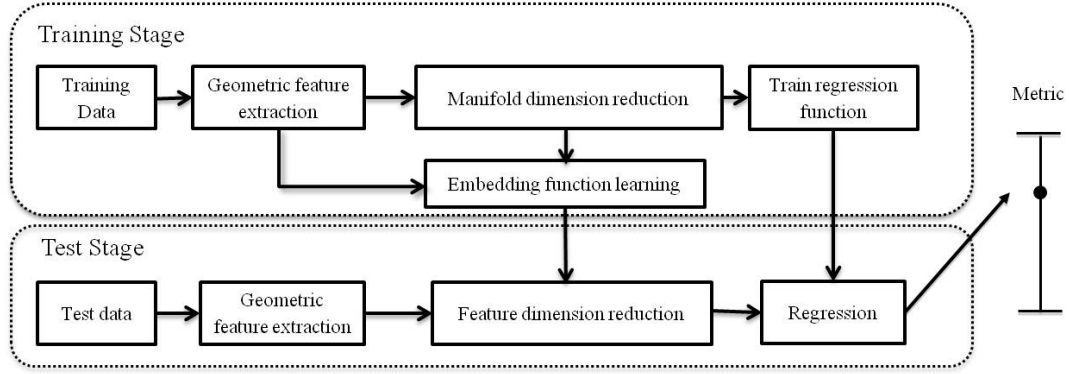 Training Stage
Training
Data
Geometric feature
extraction
Manifold dimension reduction
Train regression
function
Embedding function learning
Metric
Test Stage
Test data
Geometric
feature extraction
Feature dimension reduction
Regression